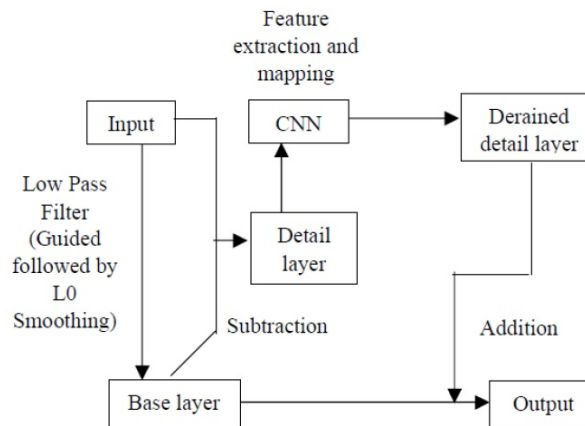 Feature
extraction and
mapping
Input
CNN
Derained
detail layer
Low Pass
Filter
(Guided
followed by
L0
Smoothing)
Detail
layer
Subtraction
Addition
Base layer
Output